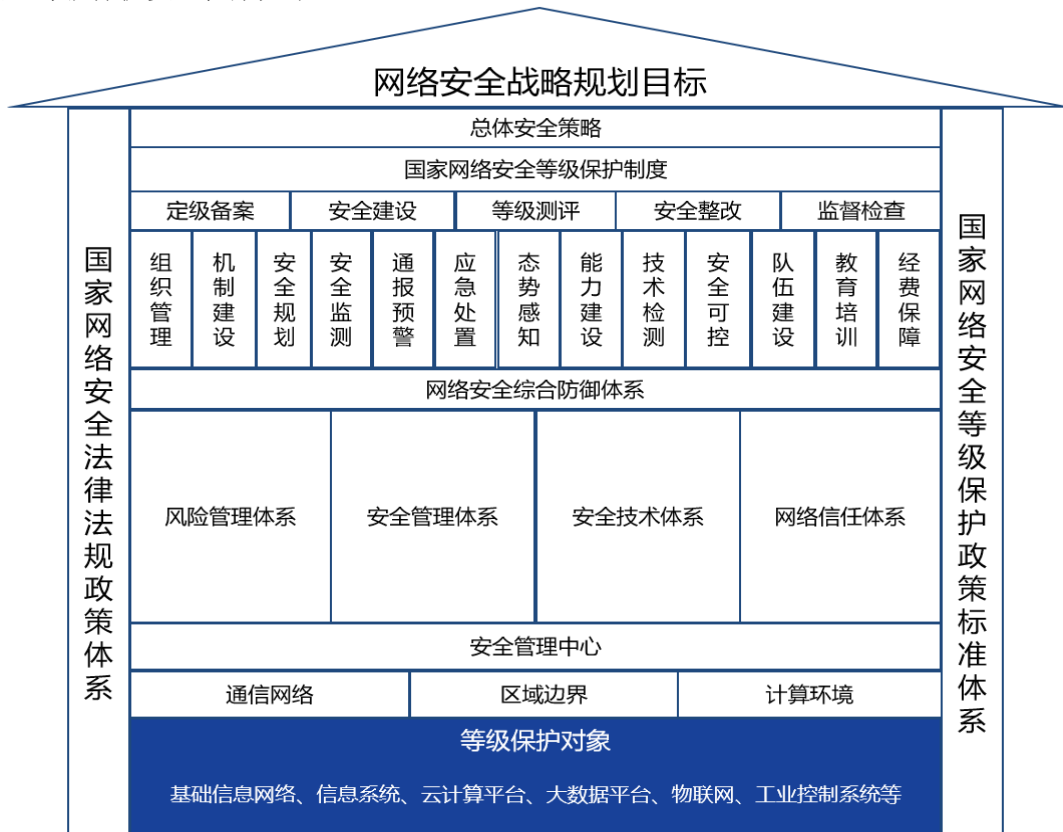 网络安全战略规划目标
总体安全策略
国家网络安全等级保护制度
定级备案
安全建设
等级测评
安全整改
监督检查
国家网络安全法律法规政策体系
组织管理
机制建设
安全规划
安全监测
通报预警
应急处置
态势感知
能力建设
技术检测
安全可控
队伍建设
教育培训
经费保障
国家网络安全等级保护政策标准体系
网络安全综合防御体系
风险管理体系
安全管理体系
安全技术体系
网络信任体系
安全管理中心
通信网络
区域边界
计算环境
等级保护对象
基础信息网络、信息系统、云计算平台、大数据平台、物联网、工业控制系统等